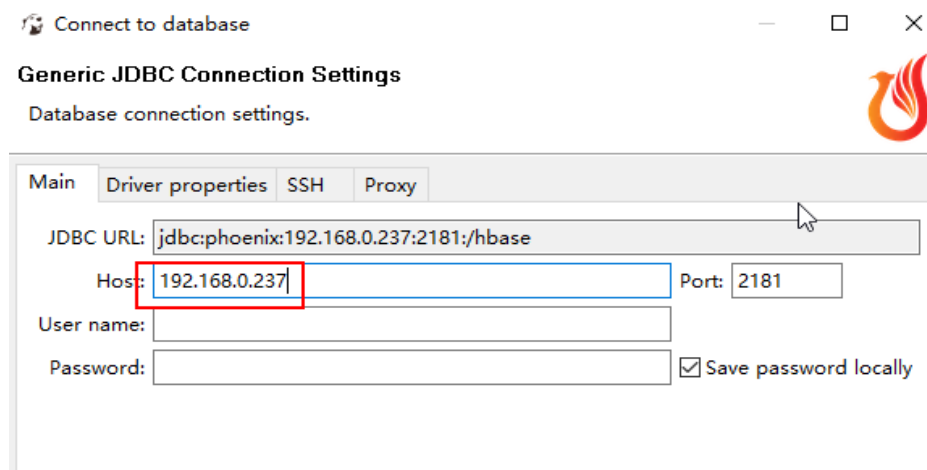 Connect to database
Generic JDBC Connection Settings
Database connection settings.
Main Driver properties SSH Proxy
JDBC URL: jdbc:phoenix:192.168.0.237:2181:/hbase
Host: 192.168.0.237 Port: 2181
User name:
Password: Save password locally